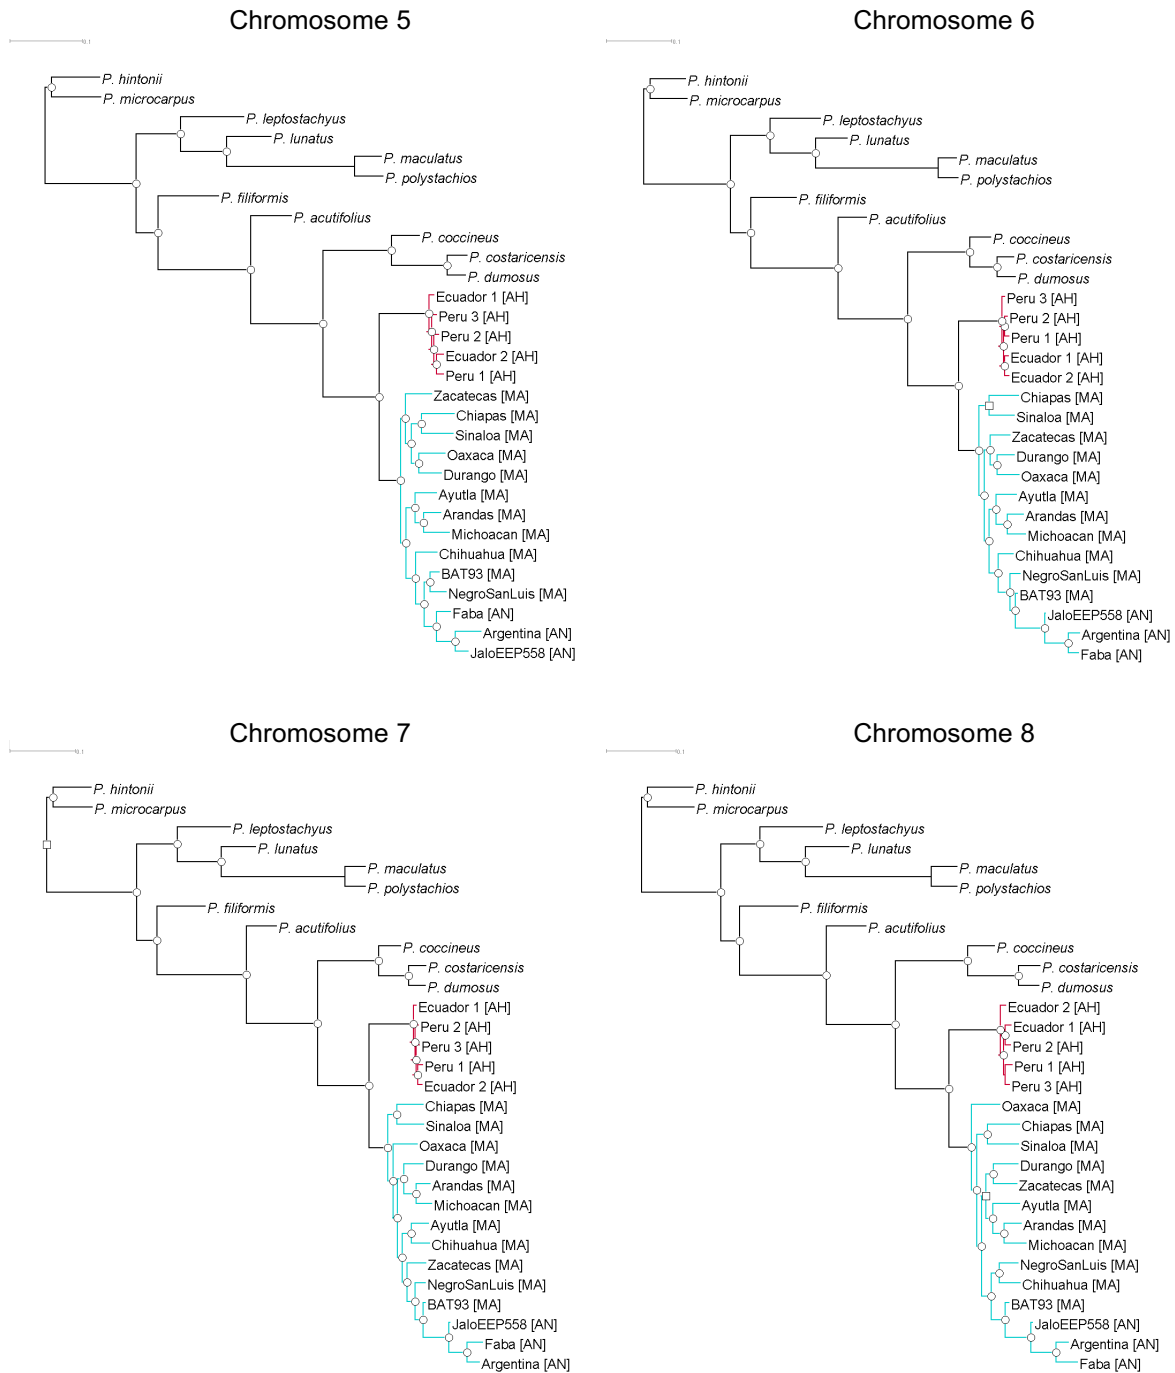 Chromosome 5
0.1
P. hintonii
P. microcarpus
P. leptostachyus
P. lunatus
P. maculatus
P. polystachios
P. filiformis
P. acutifolius
P. coccineus
P. costaricensis
P. dumosus
Ecuador 1 [AH]
Peru 3 [AH]
Peru 2 [AH]
Ecuador 2 [AH]
Peru 1 [AH]
Zacatecas [MA]
Chiapas [MA]
Sinaloa [MA]
Oaxaca [MA]
Durango [MA]
Ayutla [MA]
Arandas [MA]
Michoacan [MA]
Chihuahua [MA]
BAT93 [MA]
NegroSanLuis [MA]
Faba [AN]
Argentina [AN]
JaloEEP558 [AN]
Chromosome 6
0.1
P. hintonii
P. microcarpus
P. leptostachyus
P. lunatus
P. maculatus
P. polystachios
P. filiformis
P. acutifolius
P. coccineus
P. costaricensis
P. dumosus
Peru 3 [AH]
Peru 2 [AH]
Peru 1 [AH]
Ecuador 1 [AH]
Ecuador 2 [AH]
Chiapas [MA]
Sinaloa [MA]
Zacatecas [MA]
Durango [MA]
Oaxaca [MA]
Ayutla [MA]
Arandas [MA]
Michoacan [MA]
Chihuahua [MA]
NegroSanLuis [MA]
BAT93 [MA]
JaloEEP558 [AN]
Argentina [AN]
Faba [AN]
Chromosome 7
0.1
P. hintonii
P. microcarpus
P. leptostachyus
P. lunatus
P. maculatus
P. polystachios
P. filiformis
P. acutifolius
P. coccineus
P. costaricensis
P. dumosus
Ecuador 1 [AH]
Peru 2 [AH]
Peru 3 [AH]
Peru 1 [AH]
Ecuador 2 [AH]
Chiapas [MA]
Sinaloa [MA]
Oaxaca [MA]
Durango [MA]
Arandas [MA]
Michoacan [MA]
Ayutla [MA]
Chihuahua [MA]
Zacatecas [MA]
NegroSanLuis [MA]
BAT93 [MA]
JaloEEP558 [AN]
Faba [AN]
Argentina [AN]
Chromosome 8
0.1
P. hintonii
P. microcarpus
P. leptostachyus
P. lunatus
P. maculatus
P. polystachios
P. filiformis
P. acutifolius
P. coccineus
P. costaricensis
P. dumosus
Ecuador 2 [AH]
Ecuador 1 [AH]
Peru 2 [AH]
Peru 1 [AH]
Peru 3 [AH]
Oaxaca [MA]
Chiapas [MA]
Sinaloa [MA]
Durango [MA]
Zacatecas [MA]
Ayutla [MA]
Arandas [MA]
Michoacan [MA]
NegroSanLuis [MA]
Chihuahua [MA]
BAT93 [MA]
JaloEEP558 [AN]
Argentina [AN]
Faba [AN]